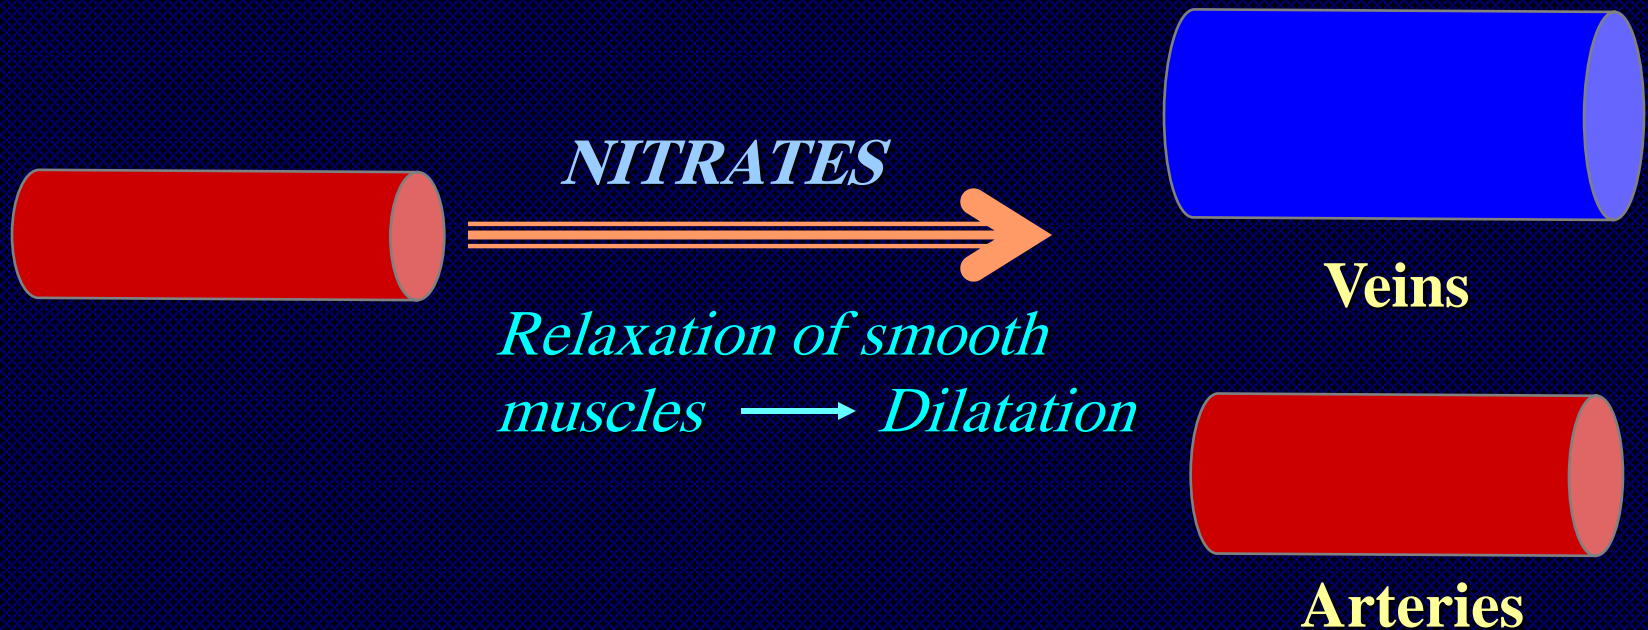 NITRATES
Relaxation of smooth
muscles → Dilatation
Veins
Arteries